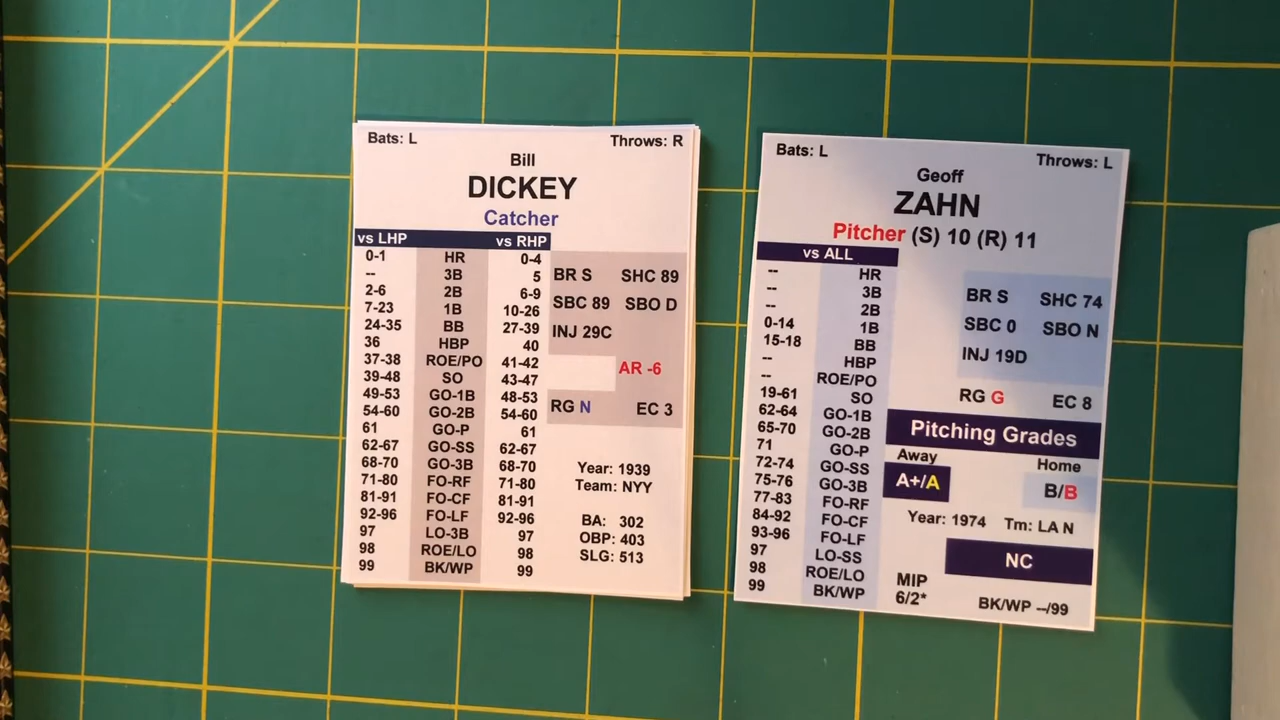 Bats: L Throws: R
Bill
DICKEY
Catcher
vs LHP vs RHP
0-1 HR 0-4
-- 3B 5
2-6 2B 6-9
7-23 1B 10-26
24-35 BB 27-39
36 HBP 40
37-38 ROE/PO 41-42
39-48 SO 43-47
49-53 GO-1B 48-53
54-60 GO-2B 54-60
61 GO-P 61
62-67 GO-SS 62-67
68-70 GO-3B 68-70
71-80 FO-RF 71-80
81-91 FO-CF 81-91
92-96 FO-LF 92-96
97 LO-3B 97
98 ROE/LO 98
99 BK/WP 99
BR S SHC 89
SBC 89 SBO D
INJ 29C
AR -6
RG N EC 3
Year: 1939
Team: NYY
BA: 302
OBP: 403
SLG: 513
Bats: L Throws: L
Geoff
ZAHN
Pitcher (S) 10 (R) 11
vs ALL
-- HR
-- 3B
-- 2B
0-14 1B
15-18 BB
-- HBP
-- ROE/PO
19-61 SO
62-64 GO-1B
65-70 GO-2B
71 GO-P
72-74 GO-SS
75-76 GO-3B
77-83 FO-RF
84-92 FO-CF
93-96 FO-LF
97 LO-SS
98 ROE/LO
99 BK/WP
BR S SHC 74
SBC 0 SBO N
INJ 19D
RG G EC 8
Pitching Grades
Away Home
A+/A B/B
Year: 1974 Tm: LA N
NC
MIP
6/2* BK/WP --/99